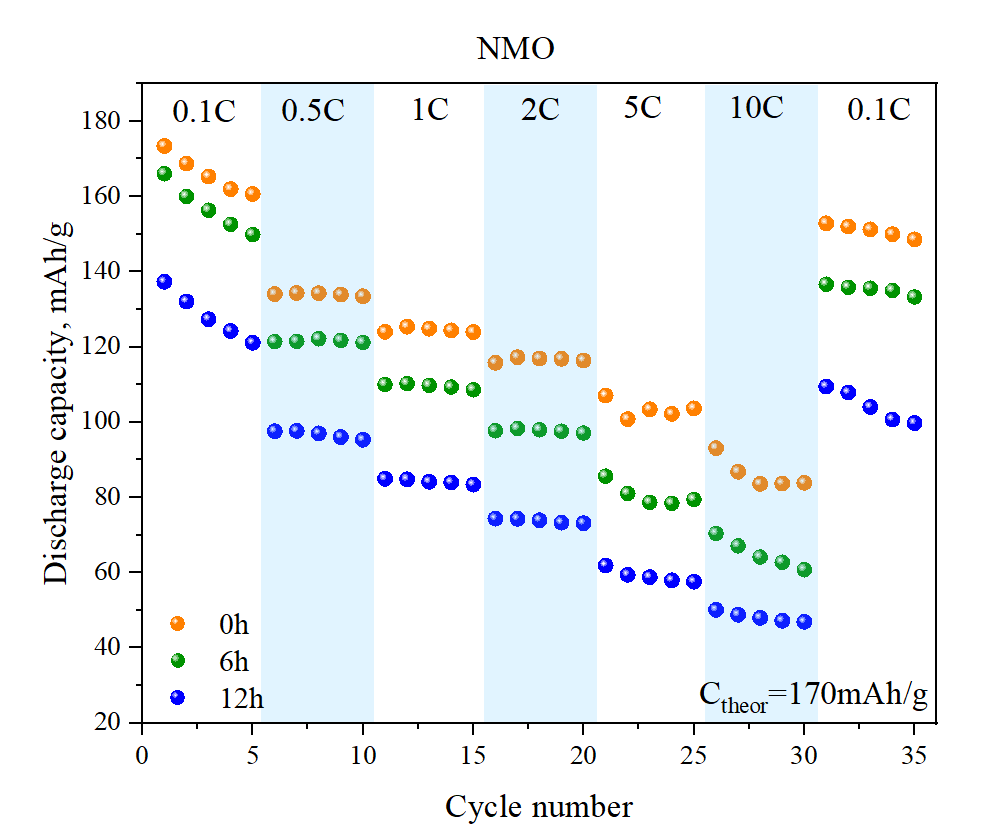 NMO
0.1C 0.5C 1C 2C 5C 10C 0.1C
180
160
140
120
100
80
60
40
20
Discharge capacity, mAh/g
0h
6h
12h
Ctheor=170mAh/g
0 5 10 15 20 25 30 35
Cycle number